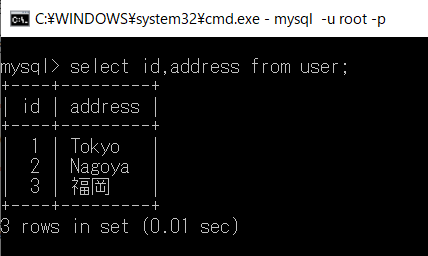 C:¥WINDOWS¥system32¥cmd.exe - mysql  -u root -p
mysql> select id,address from user;
+----+---------+
| id | address |
+----+---------+
|  1 | Tokyo   |
|  2 | Nagoya  |
|  3 | 福岡    |
+----+---------+
3 rows in set (0.01 sec)